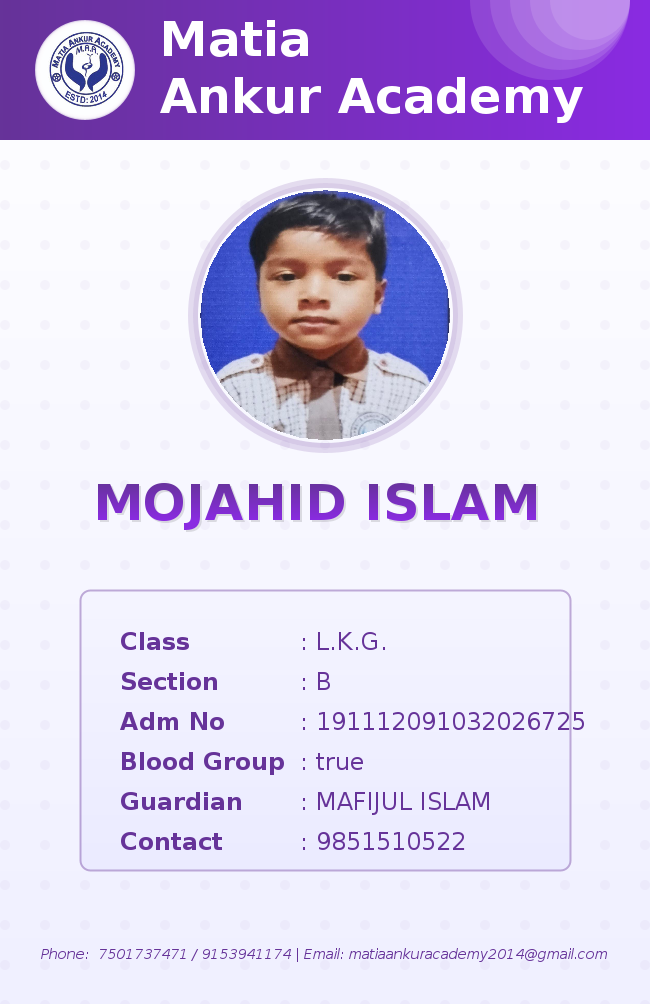 MATIA ANKUR ACADEMY
M.A.A.
ESTD: 2014
Matia
Ankur Academy
MOJAHID ISLAM
Class : L.K.G.
Section : B
Adm No : 191112091032026725
Blood Group : true
Guardian : MAFIJUL ISLAM
Contact : 9851510522
Phone: 7501737471 / 9153941174 | Email: matiaankuracademy2014@gmail.com